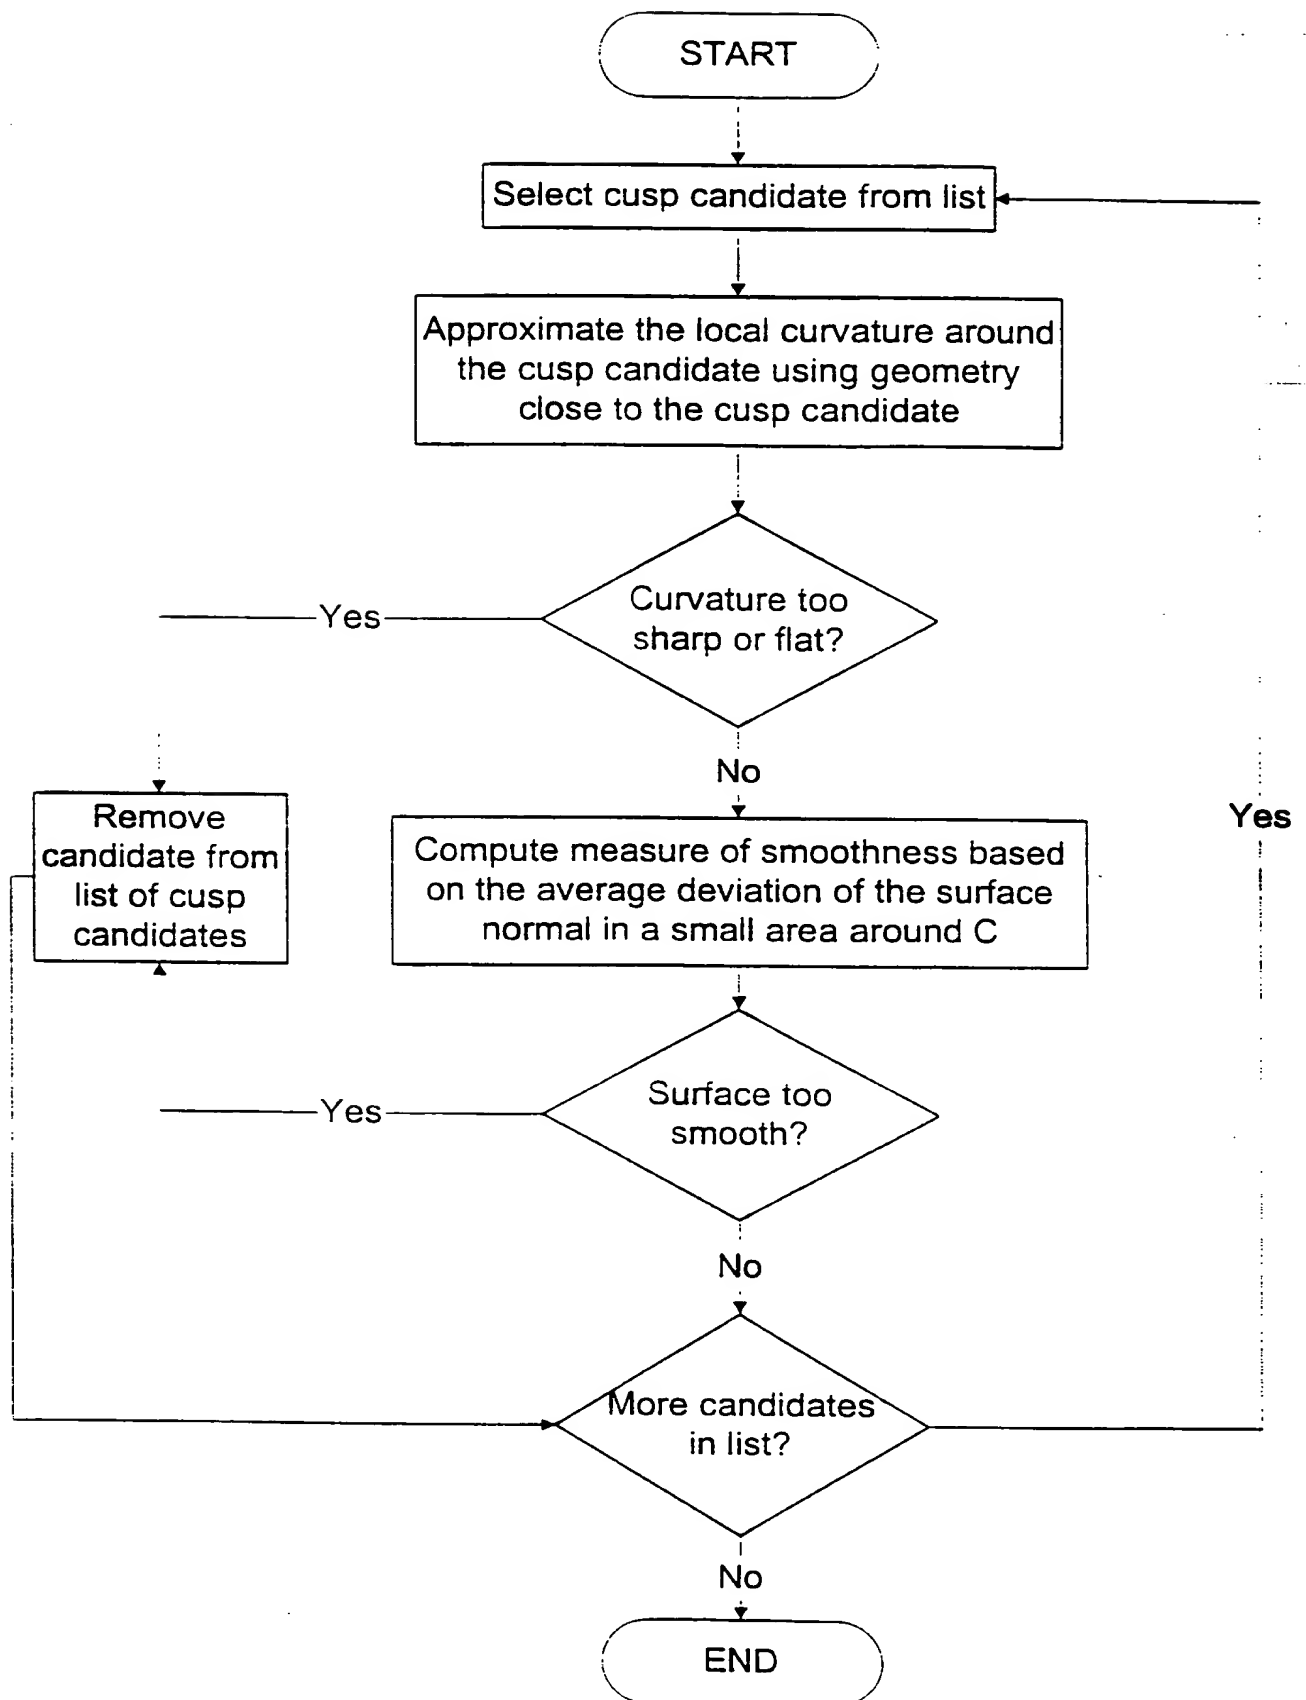 START
Select cusp candidate from list
Approximate the local curvature around
the cusp candidate using geometry
close to the cusp candidate
Curvature too
sharp or flat?
Yes
No
Remove
candidate from
list of cusp
candidates
Compute measure of smoothness based
on the average deviation of the surface
normal in a small area around C
Yes
Surface too
smooth?
Yes
No
More candidates
in list?
No
END